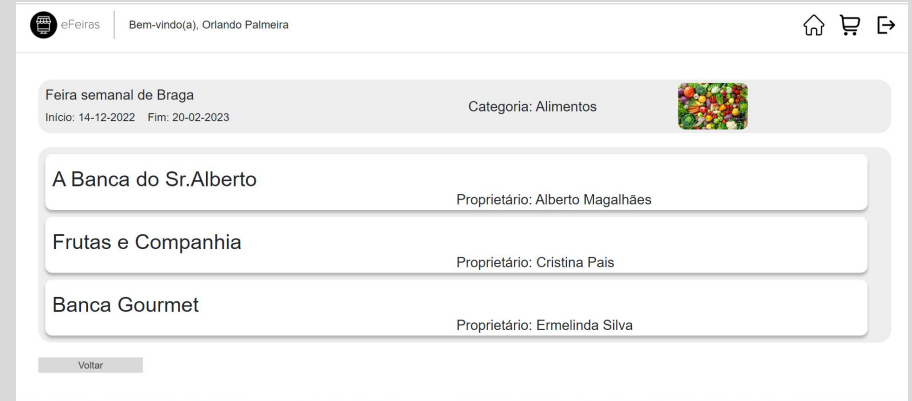 eFeiras
Bem-vindo(a), Orlando Palmeira
Feira semanal de Braga
Início: 14-12-2022 Fim: 20-02-2023
Categoria: Alimentos
A Banca do Sr.Alberto
Proprietário: Alberto Magalhães
Frutas e Companhia
Proprietário: Cristina Pais
Banca Gourmet
Proprietário: Ermelinda Silva
Voltar